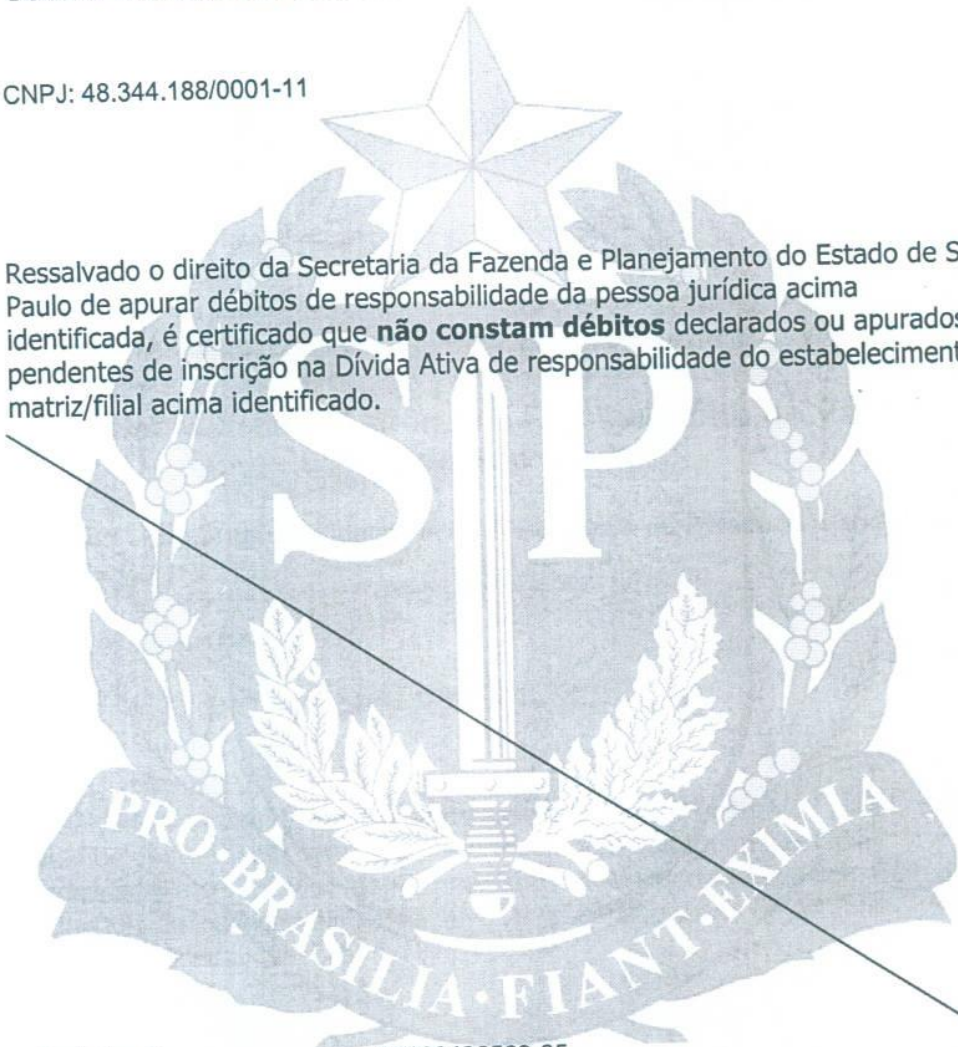 CNPJ: 48.344.188/0001-11
Ressalvado o direito da Secretaria da Fazenda e Planejamento do Estado de S
Paulo de apurar débitos de responsabilidade da pessoa jurídica acima
identificada, é certificado que não constam débitos declarados ou apurados
pendentes de inscrição na Dívida Ativa de responsabilidade do estabeleciment
matriz/filial acima identificado.
SP
PRO·BRASILIA·FIANT·EXIMIA